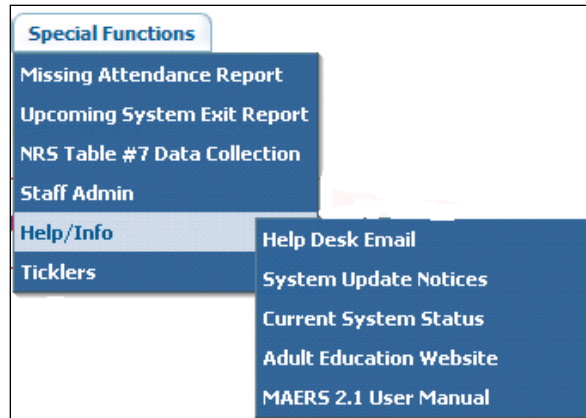 Special Functions
Missing Attendance Report
Upcoming System Exit Report
NRS Table #7 Data Collection
Staff Admin
Help/Info
Ticklers
Help Desk Email
System Update Notices
Current System Status
Adult Education Website
MAERS 2.1 User Manual